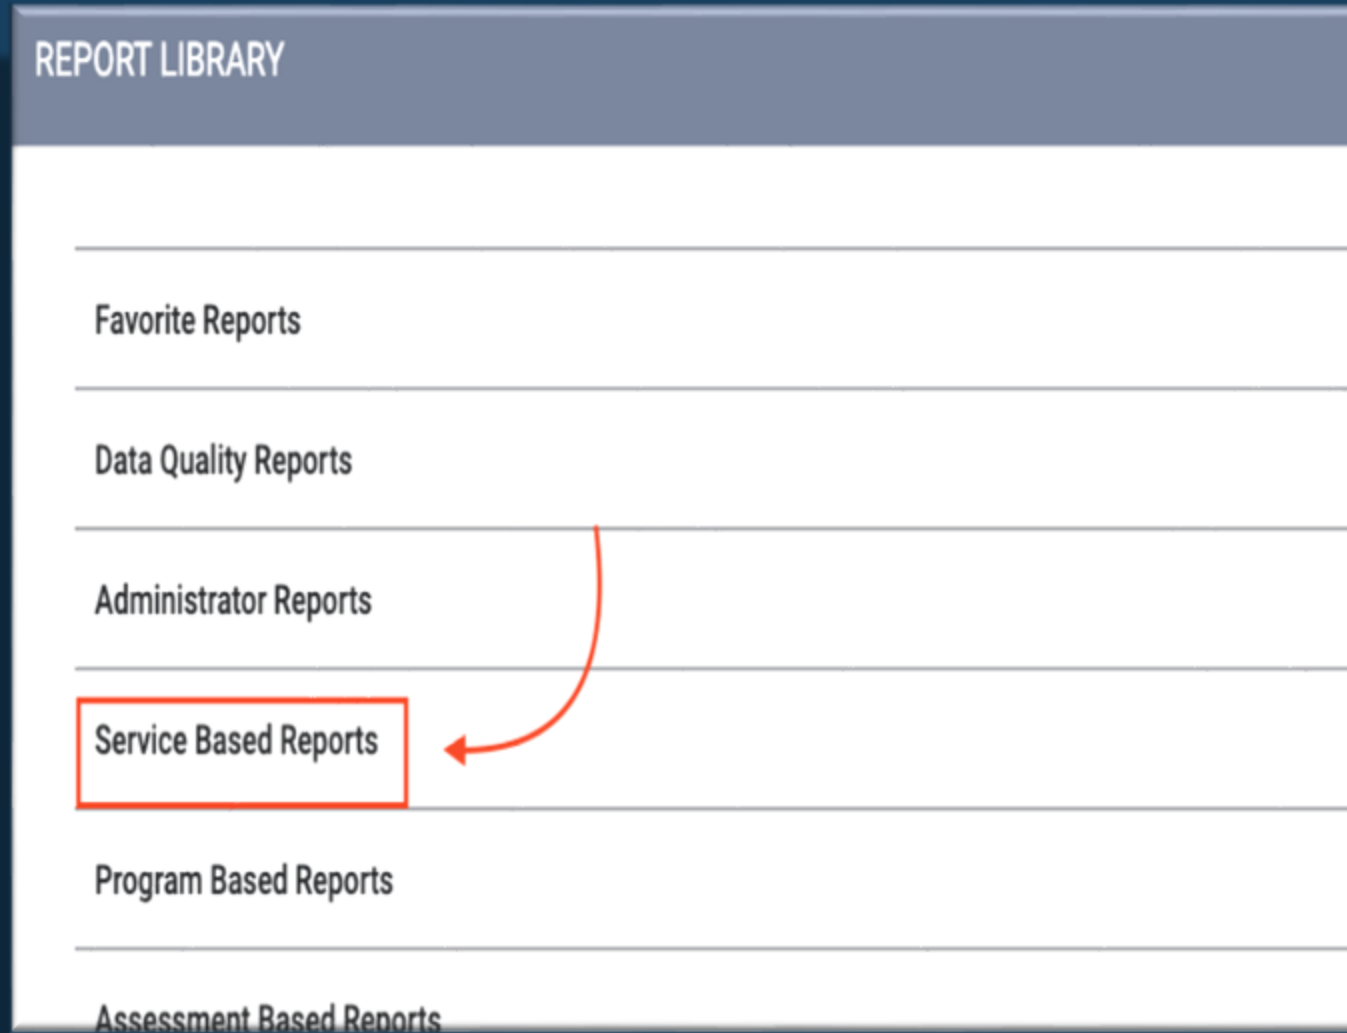 REPORT LIBRARY
Favorite Reports
Data Quality Reports
Administrator Reports
Service Based Reports
Program Based Reports
Assessment Based Reports